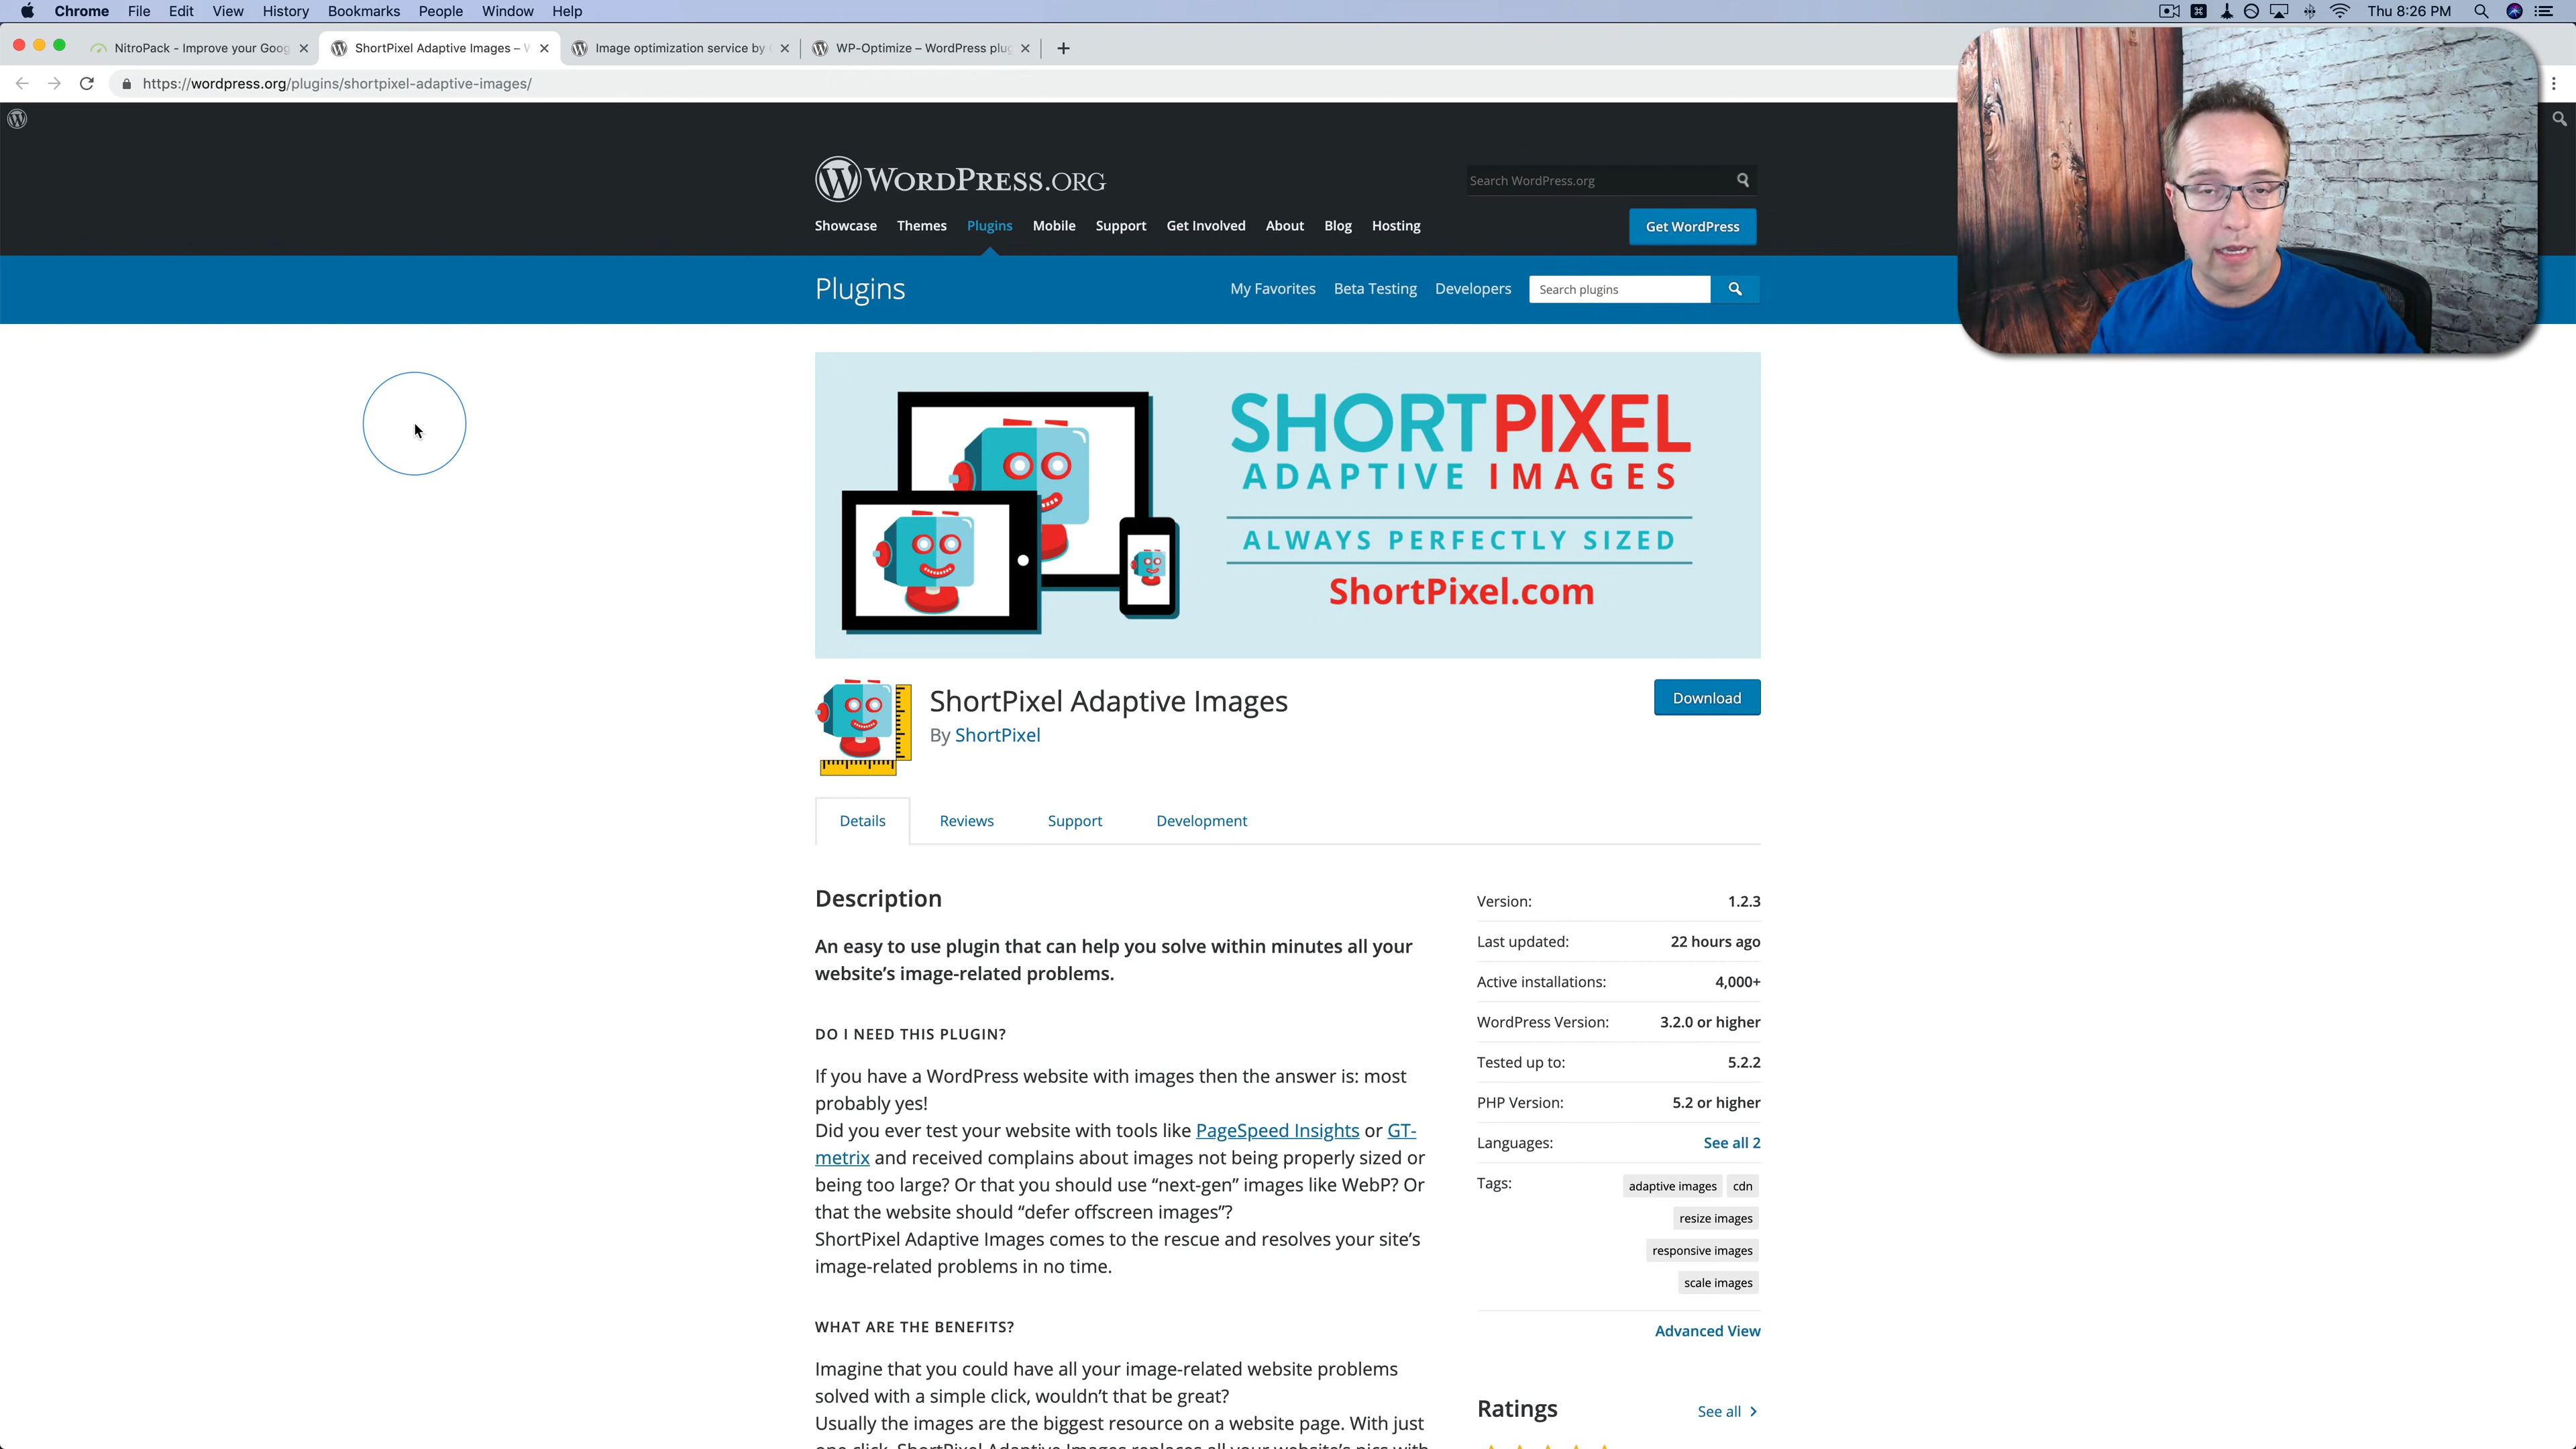 Chrome File Edit View History Bookmarks People Window Help
Thu 8:26 PM
NitroPack - Improve your Goog
ShortPixel Adaptive Images –
Image optimization service by
WP-Optimize – WordPress plug
https://wordpress.org/plugins/shortpixel-adaptive-images/
WORDPRESS.ORG
Search WordPress.org
Showcase Themes Plugins Mobile Support Get Involved About Blog Hosting
Get WordPress
Plugins
My Favorites Beta Testing Developers
Search plugins
SHORTPIXEL
ADAPTIVE IMAGES
ALWAYS PERFECTLY SIZED
ShortPixel.com
ShortPixel Adaptive Images
By ShortPixel
Download
Details Reviews Support Development
Description
An easy to use plugin that can help you solve within minutes all your
website’s image-related problems.
DO I NEED THIS PLUGIN?
If you have a WordPress website with images then the answer is: most
probably yes!
Did you ever test your website with tools like PageSpeed Insights or GT-
metrix and received complains about images not being properly sized or
being too large? Or that you should use “next-gen” images like WebP? Or
that the website should “defer offscreen images”?
ShortPixel Adaptive Images comes to the rescue and resolves your site’s
image-related problems in no time.
WHAT ARE THE BENEFITS?
Imagine that you could have all your image-related website problems
solved with a simple click, wouldn’t that be great?
Usually the images are the biggest resource on a website page. With just
one click, ShortPixel Adaptive Images replaces all your website’s pics with
Version: 1.2.3
Last updated: 22 hours ago
Active installations: 4,000+
WordPress Version: 3.2.0 or higher
Tested up to: 5.2.2
PHP Version: 5.2 or higher
Languages: See all 2
Tags: adaptive images cdn
resize images
responsive images
scale images
Advanced View
Ratings
See all